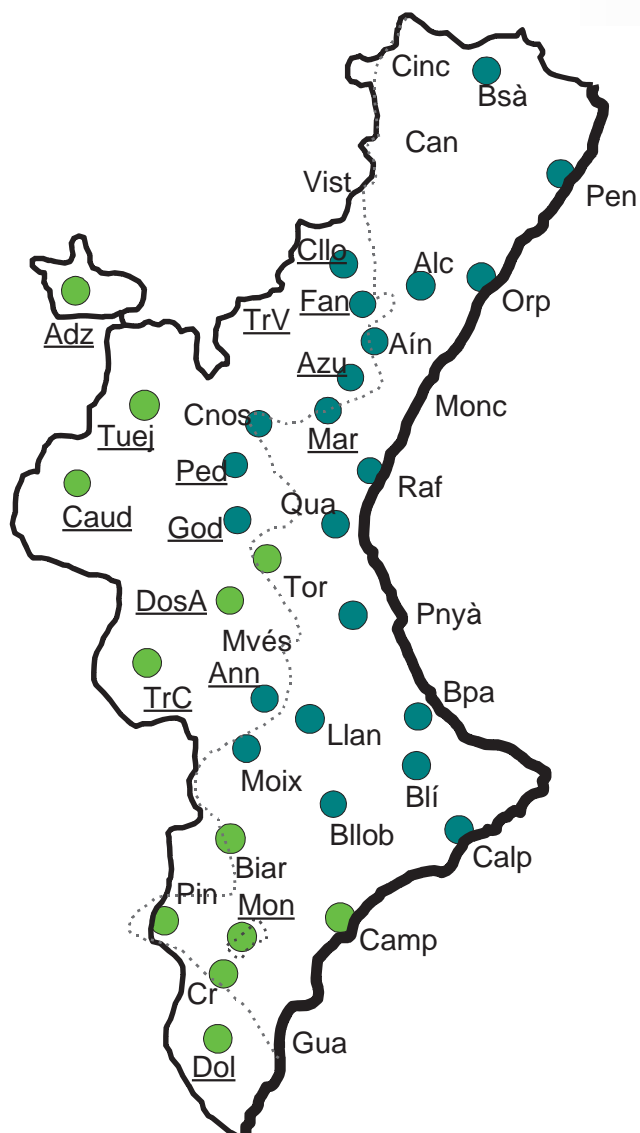 Cinc
Bsà
Can
Vist
Pen
Cllo
Alc
Fan
Orp
TrV
Adz
Aín
Azu
Monc
Cnos
Mar
Tuej
Ped
Raf
Caud
Qua
God
Tor
DosA
Pnyà
Mvés
Ann
TrC
Bpa
Llan
Moix
Blí
Bllob
Calp
Biar
Pin
Mon
Camp
Cr
Gua
Dol